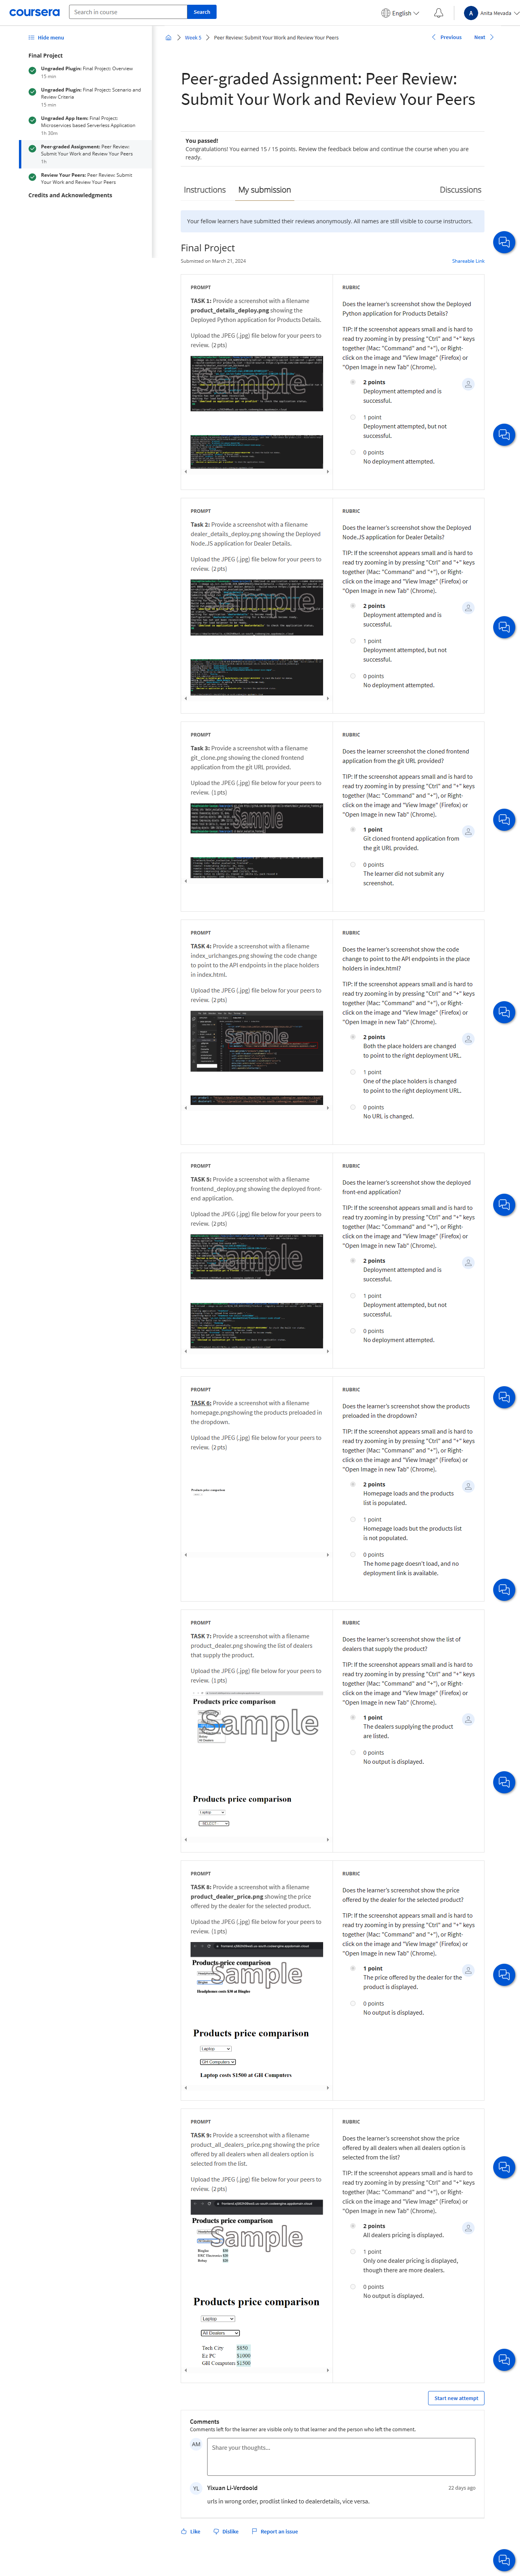 coursera
Search in course
Search
English
A
Anita Mevada
Hide menu
Final Project
Ungraded Plugin: Final Project: Overview
15 min
Ungraded Plugin: Final Project: Scenario and
Review Criteria
15 min
Ungraded App Item: Final Project:
Microservices based Serverless Application
1h 30m
Peer-graded Assignment: Peer Review:
Submit Your Work and Review Your Peers
1h
Review Your Peers: Peer Review: Submit
Your Work and Review Your Peers
Credits and Acknowledgments
Week 5
Peer Review: Submit Your Work and Review Your Peers
Previous
Next
Peer-graded Assignment: Peer Review:
Submit Your Work and Review Your Peers
You passed!
Congratulations! You earned 15 / 15 points. Review the feedback below and continue the course when you are
ready.
Instructions
My submission
Discussions
Your fellow learners have submitted their reviews anonymously. All names are still visible to course instructors.
Final Project
Submitted on March 21, 2024
Shareable Link
PROMPT
TASK 1: Provide a screenshot with a filename
product_details_deploy.png showing the
Deployed Python application for Products Details.
Upload the JPEG (.jpg) file below for your peers to
review. (2 pts)
Sample
RUBRIC
Does the learner's screenshot show the Deployed
Python application for Products Details?
TIP: If the screenshot appears small and is hard to
read try zooming in by pressing "Ctrl" and "+" keys
together (Mac: "Command" and "+"), or Right-
click on the image and "View Image" (Firefox) or
"Open Image in new Tab" (Chrome).
2 points
Deployment attempted and is
successful.
1 point
Deployment attempted, but not
successful.
0 points
No deployment attempted.
PROMPT
Task 2: Provide a screenshot with a filename
dealer_details_deploy.png showing the Deployed
Node.JS application for Dealer Details.
Upload the JPEG (.jpg) file below for your peers to
review. (2 pts)
Sample
RUBRIC
Does the learner's screenshot show the Deployed
Node.JS application for Dealer Details?
TIP: If the screenshot appears small and is hard to
read try zooming in by pressing "Ctrl" and "+" keys
together (Mac: "Command" and "+"), or Right-
click on the image and "View Image" (Firefox) or
"Open Image in new Tab" (Chrome).
2 points
Deployment attempted and is
successful.
1 point
Deployment attempted, but not
successful.
0 points
No deployment attempted.
PROMPT
Task 3: Provide a screenshot with a filename
git_clone.png showing the cloned frontend
application from the git URL provided.
Upload the JPEG (.jpg) file below for your peers to
review. (1 pts)
Sample
RUBRIC
Does the learner screenshot the cloned frontend
application from the git URL provided?
TIP: If the screenshot appears small and is hard to
read try zooming in by pressing "Ctrl" and "+" keys
together (Mac: "Command" and "+"), or Right-
click on the image and "View Image" (Firefox) or
"Open Image in new Tab" (Chrome).
1 point
Git cloned frontend application from
the git URL provided.
0 points
The learner did not submit any
screenshot.
PROMPT
TASK 4: Provide a screenshot with a filename
index_urlchanges.png showing the code change
to point to the API endpoints in the place holders
in index.html.
Upload the JPEG (.jpg) file below for your peers to
review. (2 pts)
Sample
RUBRIC
Does the learner's screenshot show the code
change to point to the API endpoints in the place
holders in index.html?
TIP: If the screenshot appears small and is hard to
read try zooming in by pressing "Ctrl" and "+" keys
together (Mac: "Command" and "+"), or Right-
click on the image and "View Image" (Firefox) or
"Open Image in new Tab" (Chrome).
2 points
Both the place holders are changed
to point to the right deployment URL.
1 point
One of the place holders is changed
to point to the right deployment URL.
0 points
No URL is changed.
PROMPT
TASK 5: Provide a screenshot with a filename
frontend_deploy.png showing the deployed front-
end application.
Upload the JPEG (.jpg) file below for your peers to
review. (2 pts)
Sample
RUBRIC
Does the learner's screenshot show the deployed
front-end application?
TIP: If the screenshot appears small and is hard to
read try zooming in by pressing "Ctrl" and "+" keys
together (Mac: "Command" and "+"), or Right-
click on the image and "View Image" (Firefox) or
"Open Image in new Tab" (Chrome).
2 points
Deployment attempted and is
successful.
1 point
Deployment attempted, but not
successful.
0 points
No deployment attempted.
PROMPT
TASK 6: Provide a screenshot with a filename
homepage.pngshowing the products preloaded in
the dropdown.
Upload the JPEG (.jpg) file below for your peers to
review. (2 pts)
Products price comparison
RUBRIC
Does the learner's screenshot show the products
preloaded in the dropdown?
TIP: If the screenshot appears small and is hard to
read try zooming in by pressing "Ctrl" and "+" keys
together (Mac: "Command" and "+"), or Right-
click on the image and "View Image" (Firefox) or
"Open Image in new Tab" (Chrome).
2 points
Homepage loads and the products
list is populated.
1 point
Homepage loads but the products list
is not populated.
0 points
The home page doesn't load, and no
deployment link is available.
PROMPT
TASK 7: Provide a screenshot with a filename
product_dealer.png showing the list of dealers
that supply the product.
Upload the JPEG (.jpg) file below for your peers to
review. (1 pts)
Products price comparison
Sample
Products price comparison
Laptop
--SELECT--
RUBRIC
Does the learner's screenshot show the list of
dealers that supply the product?
TIP: If the screenshot appears small and is hard to
read try zooming in by pressing "Ctrl" and "+" keys
together (Mac: "Command" and "+"), or Right-
click on the image and "View Image" (Firefox) or
"Open Image in new Tab" (Chrome).
1 point
The dealers supplying the product
are listed.
0 points
No output is displayed.
PROMPT
TASK 8: Provide a screenshot with a filename
product_dealer_price.png showing the price
offered by the dealer for the selected product.
Upload the JPEG (.jpg) file below for your peers to
review. (1 pts)
Products price comparison
Sample
Headphones costs $34 at Binglee
Products price comparison
Laptop
GH Computers
Laptop costs $1500 at GH Computers
RUBRIC
Does the learner's screenshot show the price
offered by the dealer for the selected product?
TIP: If the screenshot appears small and is hard to
read try zooming in by pressing "Ctrl" and "+" keys
together (Mac: "Command" and "+"), or Right-
click on the image and "View Image" (Firefox) or
"Open Image in new Tab" (Chrome).
1 point
The price offered by the dealer for the
product is displayed.
0 points
No output is displayed.
PROMPT
TASK 9: Provide a screenshot with a filename
product_all_dealers_price.png showing the price
offered by all dealers when all dealers option is
selected from the list.
Upload the JPEG (.jpg) file below for your peers to
review. (2 pts)
Products price comparison
Sample
Products price comparison
Laptop
All Dealers
Tech City $850
Ez PC $1000
GH Computers $1500
RUBRIC
Does the learner's screenshot show the price
offered by all dealers when all dealers option is
selected from the list?
TIP: If the screenshot appears small and is hard to
read try zooming in by pressing "Ctrl" and "+" keys
together (Mac: "Command" and "+"), or Right-
click on the image and "View Image" (Firefox) or
"Open Image in new Tab" (Chrome).
2 points
All dealers pricing is displayed.
1 point
Only one dealer pricing is displayed,
though there are more dealers.
0 points
No output is displayed.
Start new attempt
Comments
Comments left for the learner are visible only to that learner and the person who left the comment.
AM
Share your thoughts...
YL
Yixuan Li-Verdooid
22 days ago
urls in wrong order, prodlist linked to dealerdetails, vice versa.
Like
Dislike
Report an issue